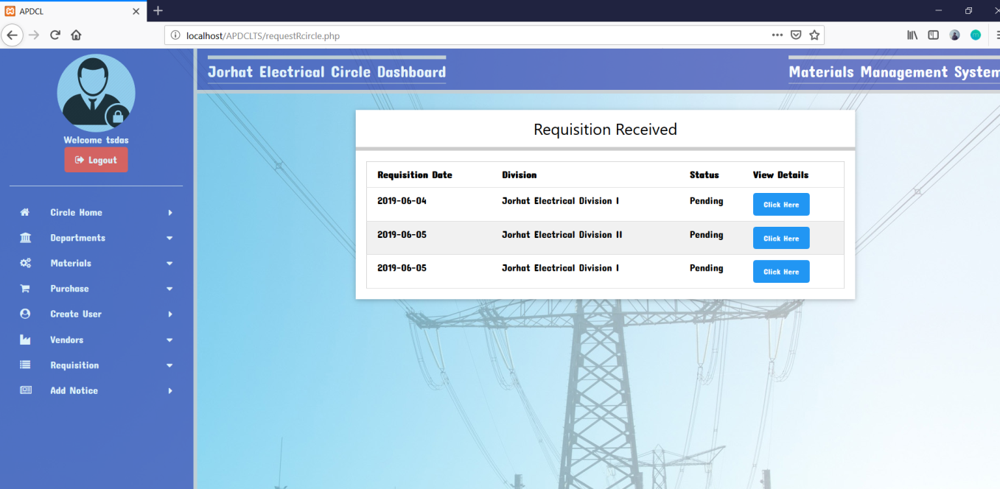 APDCL
localhost/APDCLTS/requestRcircle.php
Jorhat Electrical Circle Dashboard
Materials Management System
Welcome tsdas
Logout
Circle Home
Departments
Materials
Purchase
Create User
Vendors
Requisition
Add Notice
Requisition Received
Requisition Date Division Status View Details
2019-06-04 Jorhat Electrical Division I Pending Click Here
2019-06-05 Jorhat Electrical Division II Pending Click Here
2019-06-05 Jorhat Electrical Division I Pending Click Here